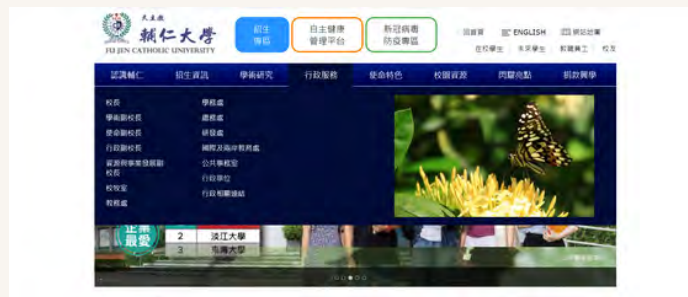 天主教
輔仁大學
FU JEN CATHOLIC UNIVERSITY
招生
專區
自主健康
管理平台
新冠病毒
防疫專區
回首頁 ENGLISH 網站地圖
在校學生 未來學生 教職員工 校友
認識輔仁 招生資訊 學術研究 行政服務 使命特色 校園資源 閃耀亮點 捐款興學
校長
學術副校長
使命副校長
行政副校長
資源與事業發展副
校長
校牧室
教務處
學務處
總務處
研發處
國際及兩岸教育處
公共事務室
行政單位
行政相關連結
企業
最愛
2 淡江大學
3 東海大學